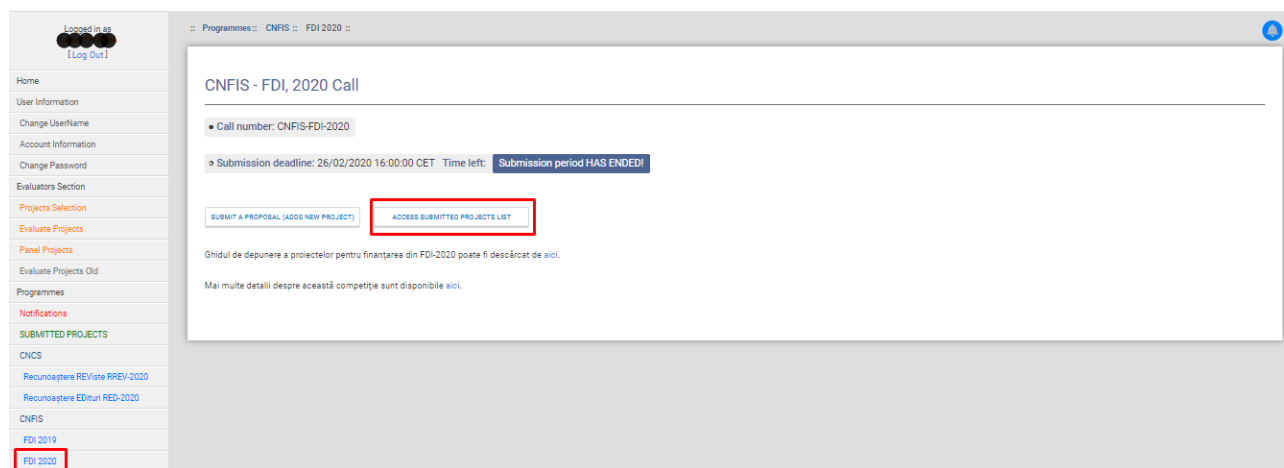 Logged in as
[ Log Out ]
Home
User Information
Change UserName
Account Information
Change Password
Evaluators Section
Projects Selection
Evaluate Projects
Panel Projects
Evaluate Projects Old
Programmes
Notifications
SUBMITTED PROJECTS
CNCS
Recunoaștere REViste RREV-2020
Recunoaștere EDituri RED-2020
CNFIS
FDI 2019
FDI 2020
:: Programmes :: CNFIS :: FDI 2020 ::
CNFIS - FDI, 2020 Call
• Call number: CNFIS-FDI-2020
Submission deadline: 26/02/2020 16:00:00 CET Time left: Submission period HAS ENDED!
SUBMIT A PROPOSAL (ADDS NEW PROJECT) ACCESS SUBMITTED PROJECTS LIST
Ghidul de depunere a proiectelor pentru finanțarea din FDI-2020 poate fi descărcat de aici.
Mai multe detalii despre această competiție sunt disponibile aici.